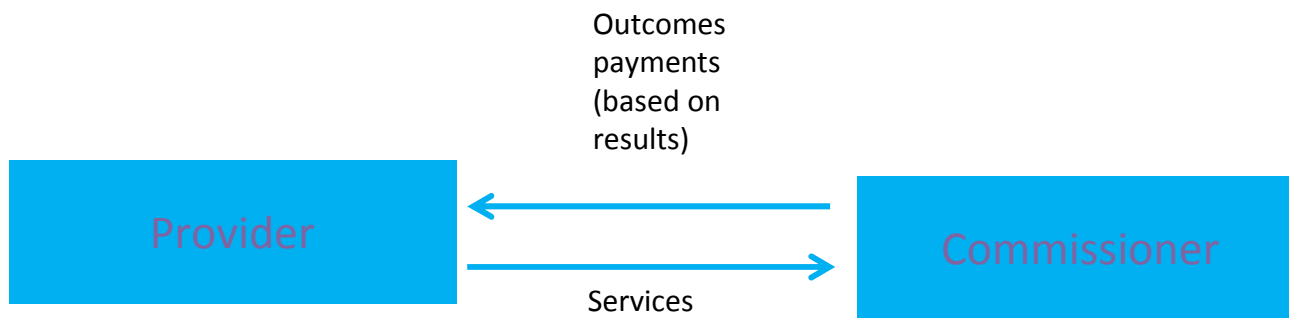 Outcomes
payments
(based on
results)
Provider
Commissioner
Services